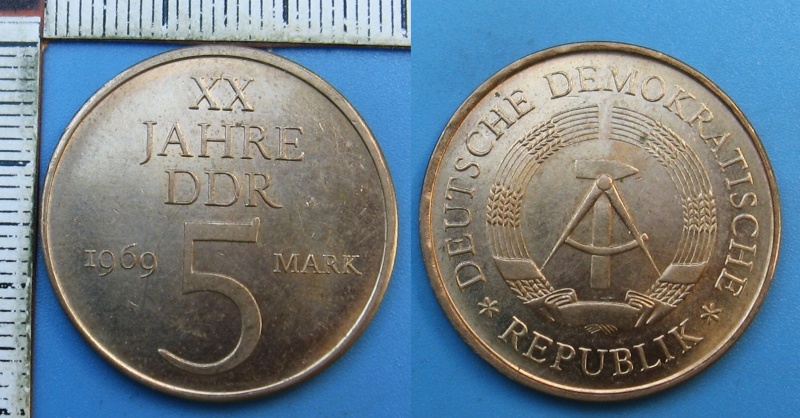 XX
JAHRE
DDR
1969 5 MARK
DEUTSCHE DEMOKRATISCHE
* REPUBLIK *